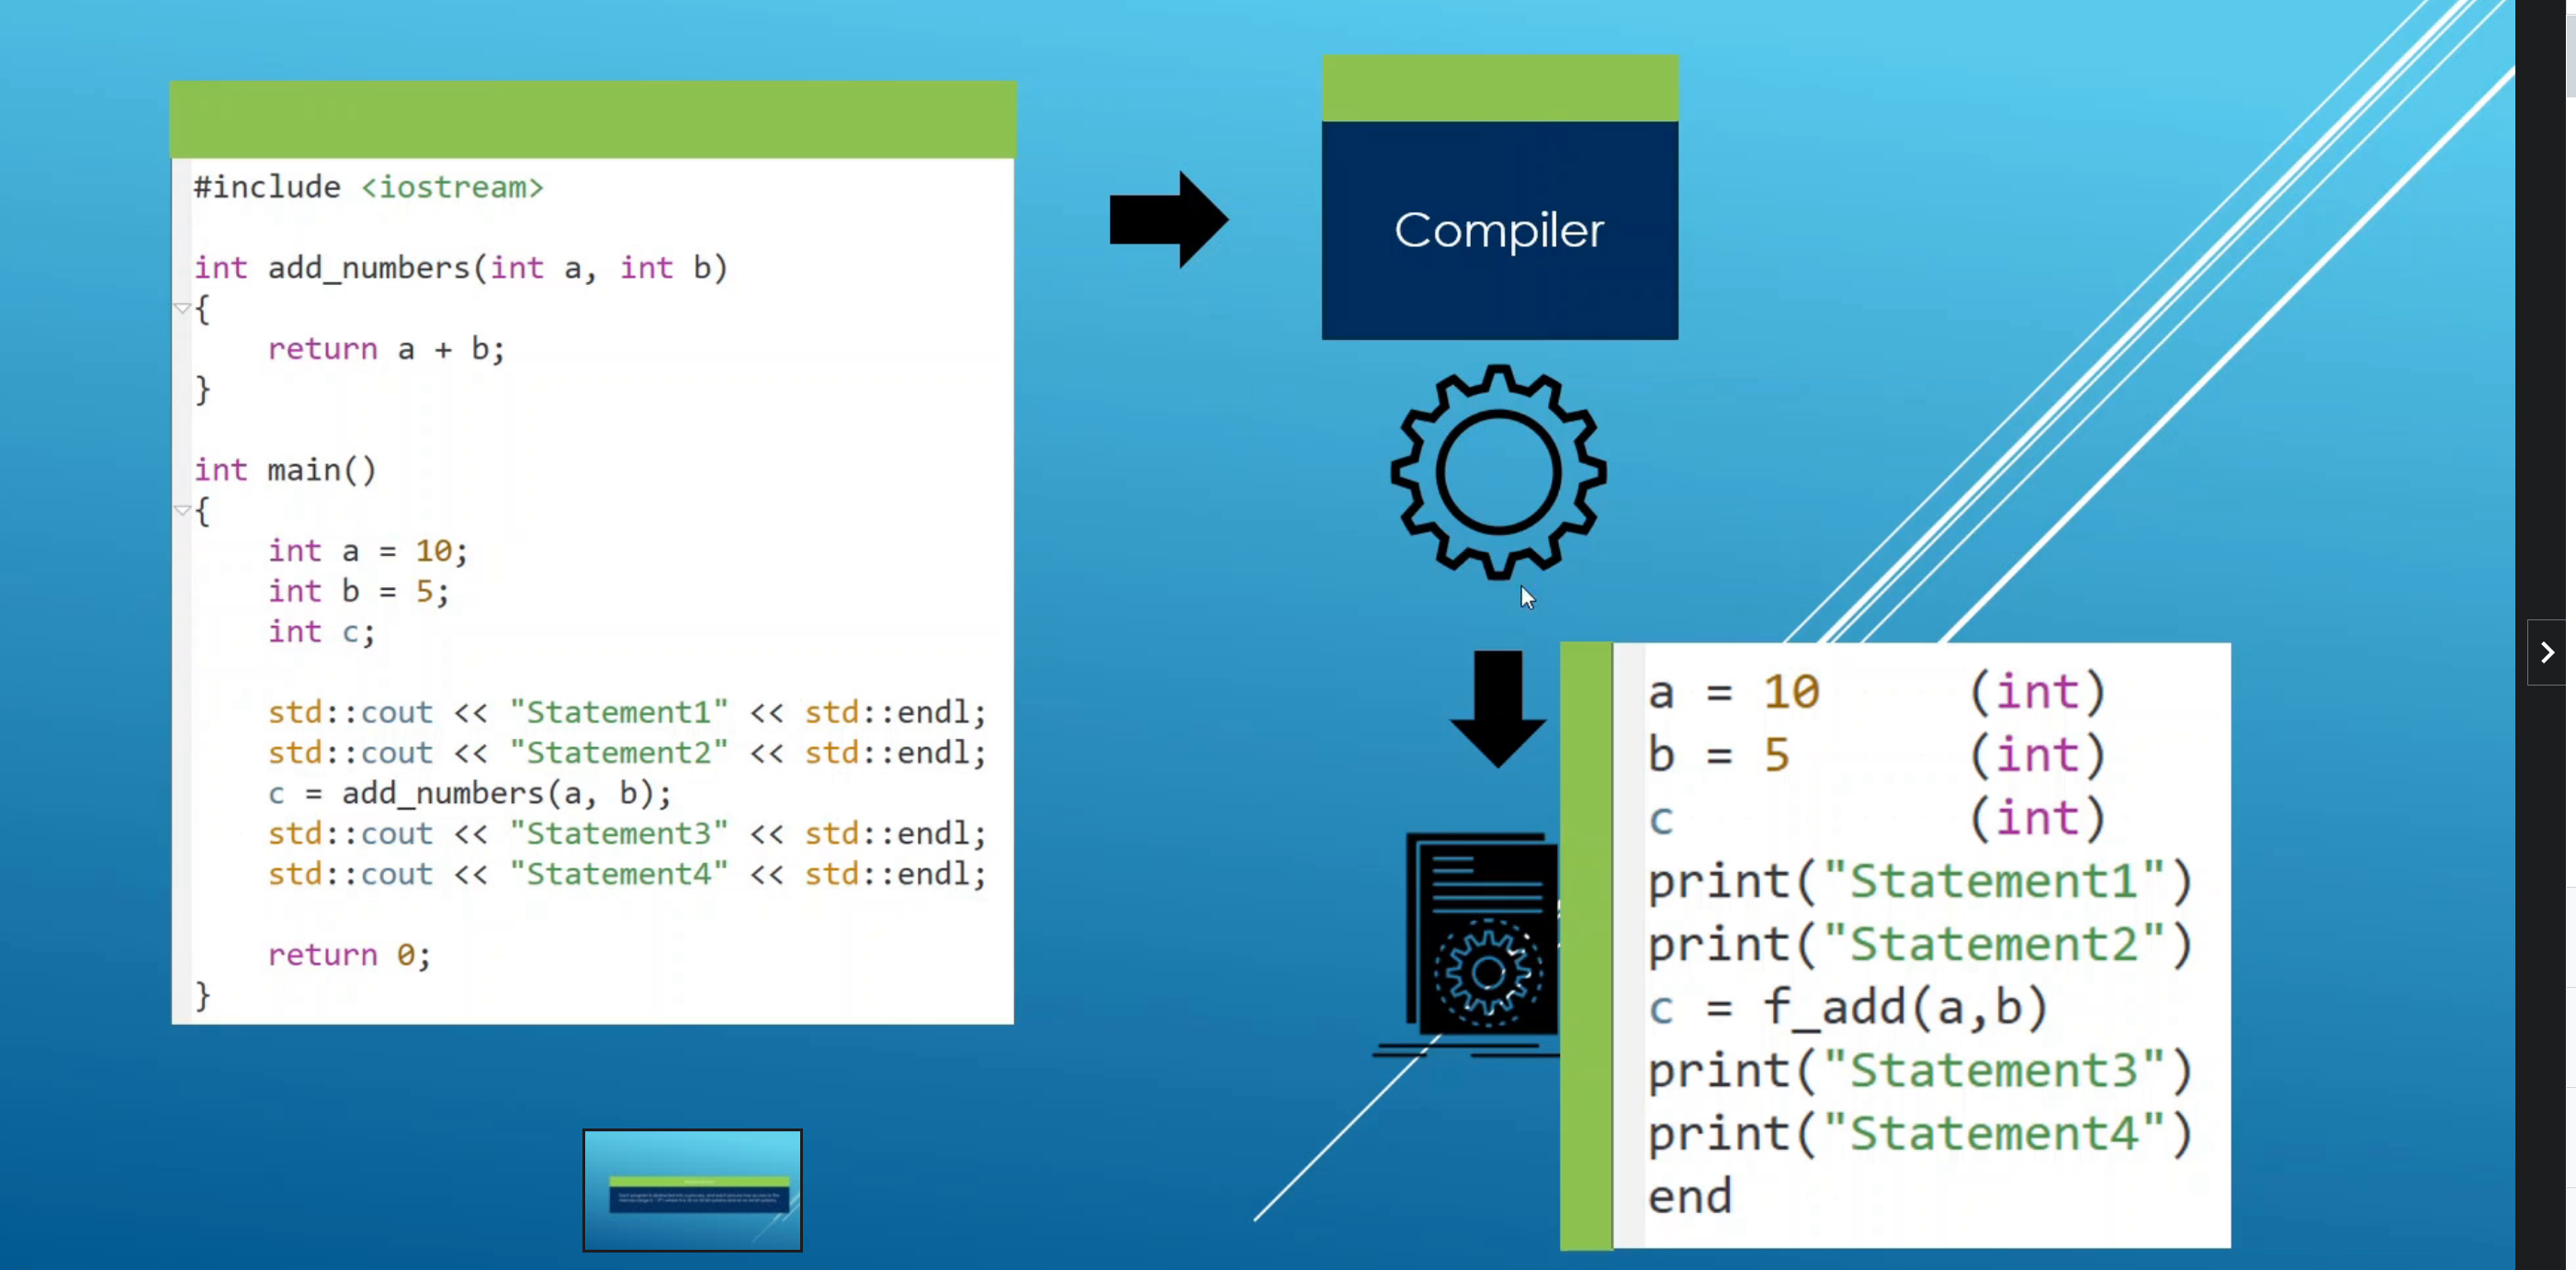 #include <iostream>
int add_numbers(int a, int b)
{
return a + b;
}
int main()
{
int a = 10;
int b = 5;
int c;
std::cout << "Statement1" << std::endl;
std::cout << "Statement2" << std::endl;
c = add_numbers(a, b);
std::cout << "Statement3" << std::endl;
std::cout << "Statement4" << std::endl;
return 0;
}
Compiler
a = 10 (int)
b = 5 (int)
c (int)
print("Statement1")
print("Statement2")
c = f_add(a,b)
print("Statement3")
print("Statement4")
end